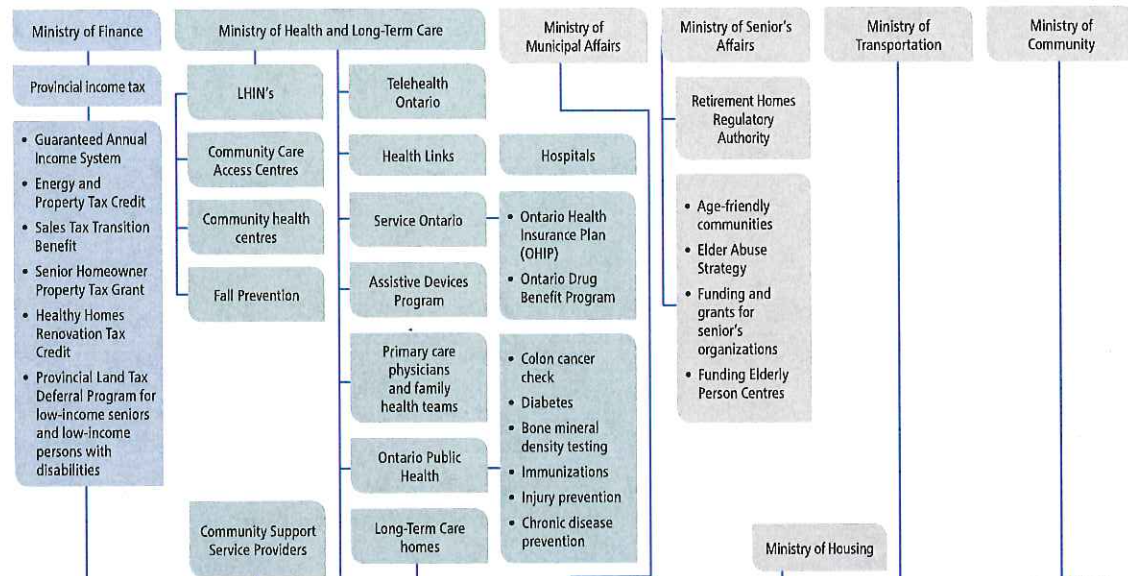 Ministry of Finance
Provincial income tax
• Guaranteed Annual
Income System
• Energy and
Property Tax Credit
• Sales Tax Transition
Benefit
• Senior Homeowner
Property Tax Grant
• Healthy Homes
Renovation Tax
Credit
• Provincial Land Tax
Deferral Program for
low-income seniors
and low-income
persons with
disabilities
Ministry of Health and Long-Term Care
LHIN's
Community Care
Access Centres
Community health
centres
Fall Prevention
Community Support
Service Providers
Telehealth
Ontario
Health Links
Service Ontario
Assistive Devices
Program
Primary care
physicians
and family
health teams
Ontario Public
Health
Long-Term Care
homes
Hospitals
• Ontario Health
Insurance Plan
(OHIP)
• Ontario Drug
Benefit Program
• Colon cancer
check
• Diabetes
• Bone mineral
density testing
• Immunizations
• Injury prevention
• Chronic disease
prevention
Ministry of
Municipal Affairs
Ministry of Senior's
Affairs
Retirement Homes
Regulatory
Authority
• Age-friendly
communities
• Elder Abuse
Strategy
• Funding and
grants for
senior's
organizations
• Funding Elderly
Person Centres
Ministry of
Transportation
Ministry of Housing
Ministry of
Community